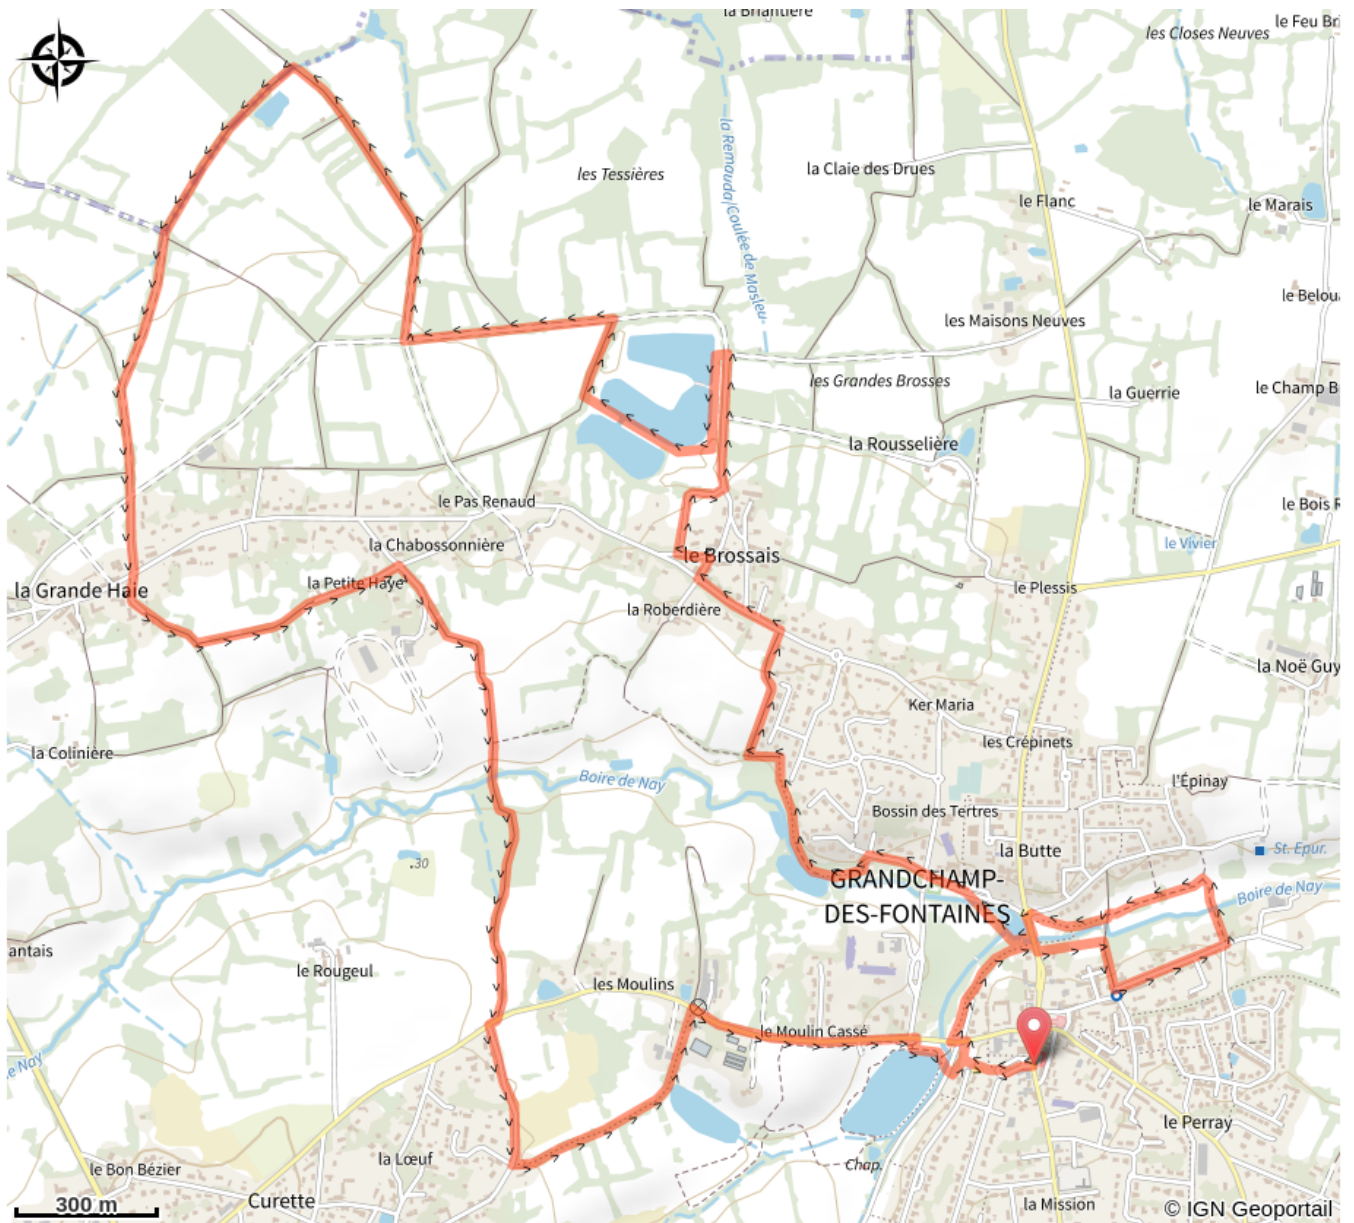 la Briantière
le Feu Br
les Closes Neuves
la Remauda/Coulée de Masleu
les Tessières
la Claie des Drues
le Flanc
le Marais
le Belou
les Maisons Neuves
les Grandes Brosses
la Guerrie
le Champ B
la Rousselière
le Pas Renaud
le Bois R
la Chabossonnière
le Brossais
le Vivier
la Grande Haie
la Petite Haye
le Plessis
la Roberdière
la Noë Guy
Ker Maria
les Crépinets
la Colinière
Boire de Nay
l'Épinay
Bossin des Tertres
la Butte
St. Epur.
.30
GRANDCHAMP-
DES-FONTAINES
Boire de Nay
antais
le Rougeul
les Moulins
le Moulin Cassé
e Nay
le Perray
la Lœuf
Chap.
le Bon Bézier
Curette
la Mission
300 m
© IGN Geoportail